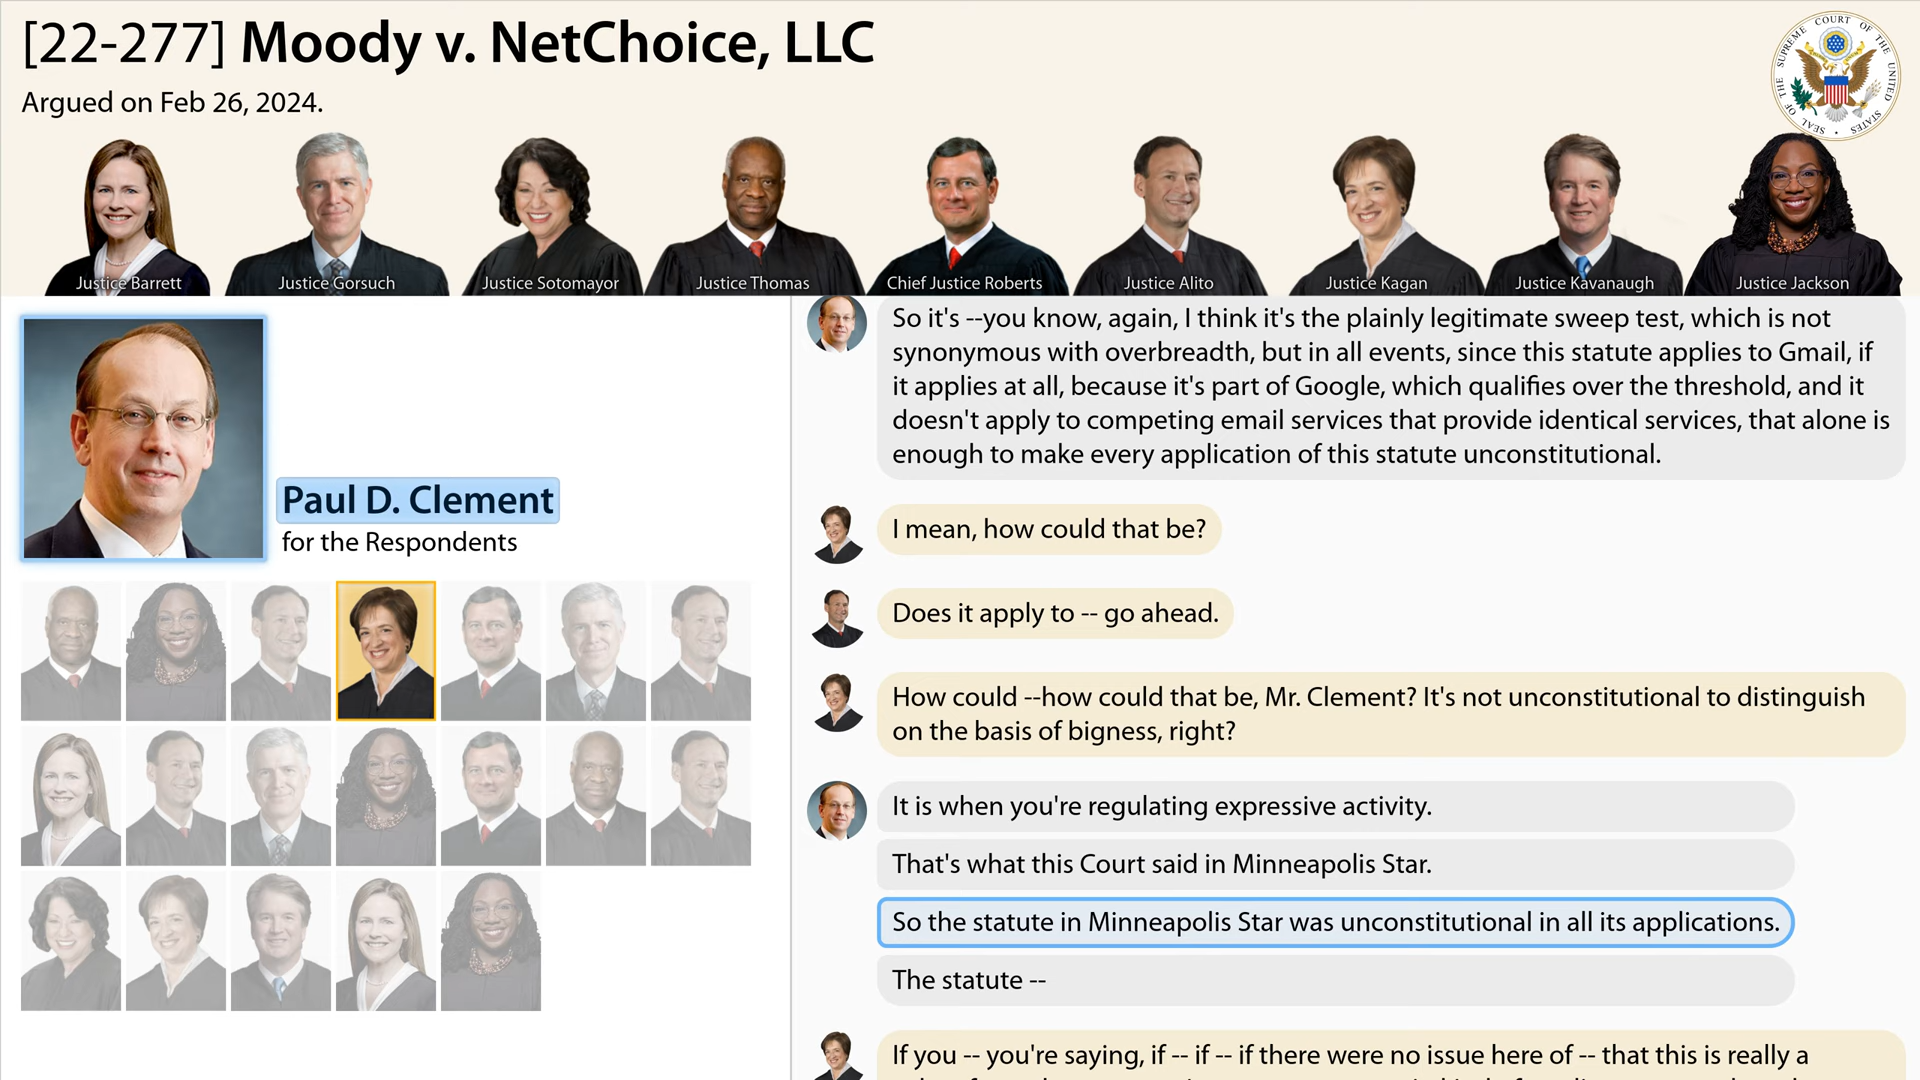 [22-277] Moody v. NetChoice, LLC
Argued on Feb 26, 2024.
SEAL OF THE SUPREME COURT OF THE UNITED STATES
Justice Barrett
Justice Gorsuch
Justice Sotomayor
Justice Thomas
Chief Justice Roberts
Justice Alito
Justice Kagan
Justice Kavanaugh
Justice Jackson
Paul D. Clement
for the Respondents
So it's --you know, again, I think it's the plainly legitimate sweep test, which is not
synonymous with overbreadth, but in all events, since this statute applies to Gmail, if
it applies at all, because it's part of Google, which qualifies over the threshold, and it
doesn't apply to competing email services that provide identical services, that alone is
enough to make every application of this statute unconstitutional.
I mean, how could that be?
Does it apply to -- go ahead.
How could --how could that be, Mr. Clement? It's not unconstitutional to distinguish
on the basis of bigness, right?
It is when you're regulating expressive activity.
That's what this Court said in Minneapolis Star.
So the statute in Minneapolis Star was unconstitutional in all its applications.
The statute --
If you -- you're saying, if -- if -- if there were no issue here of -- that this is really a